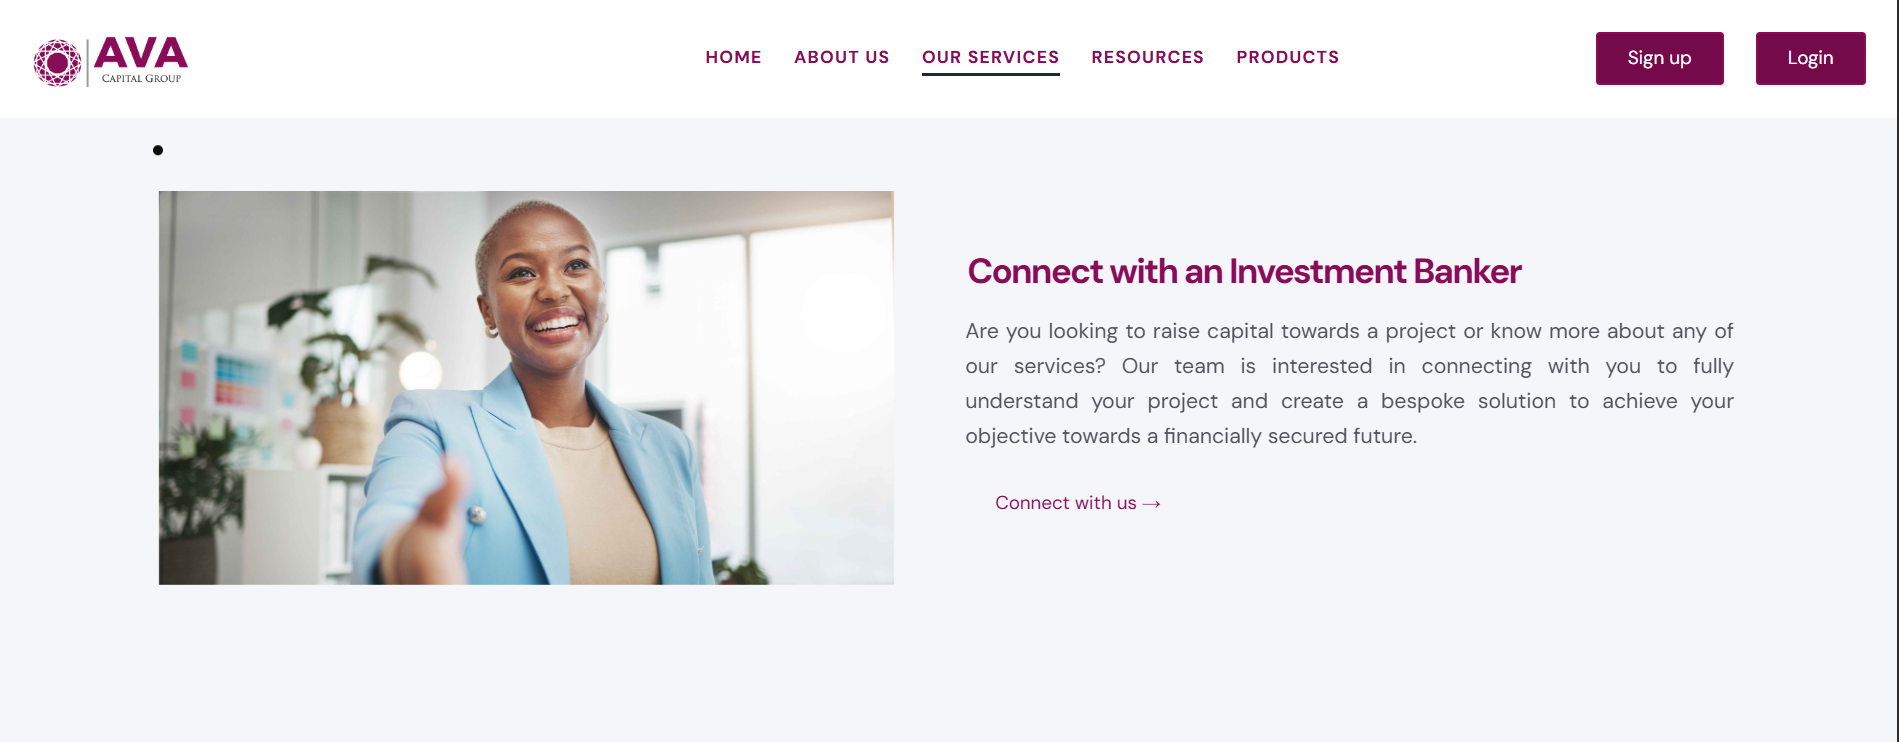 AVA
CAPITAL GROUP
HOME ABOUT US OUR SERVICES RESOURCES PRODUCTS
Sign up Login
Connect with an Investment Banker
Are you looking to raise capital towards a project or know more about any of
our services? Our team is interested in connecting with you to fully
understand your project and create a bespoke solution to achieve your
objective towards a financially secured future.
Connect with us →